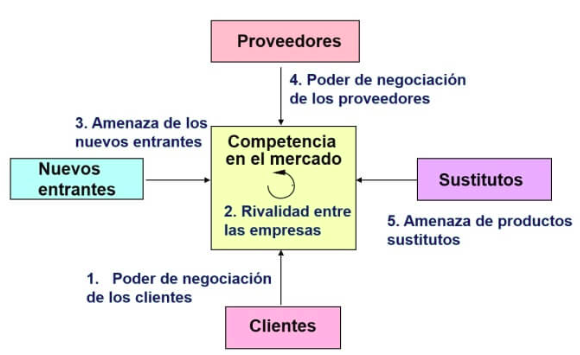 Proveedores
4. Poder de negociación
de los proveedores
3. Amenaza de los
nuevos entrantes
Competencia
en el mercado
Nuevos
entrantes
Sustitutos
2. Rivalidad entre
las empresas
5. Amenaza de productos
sustitutos
1. Poder de negociación
de los clientes
Clientes